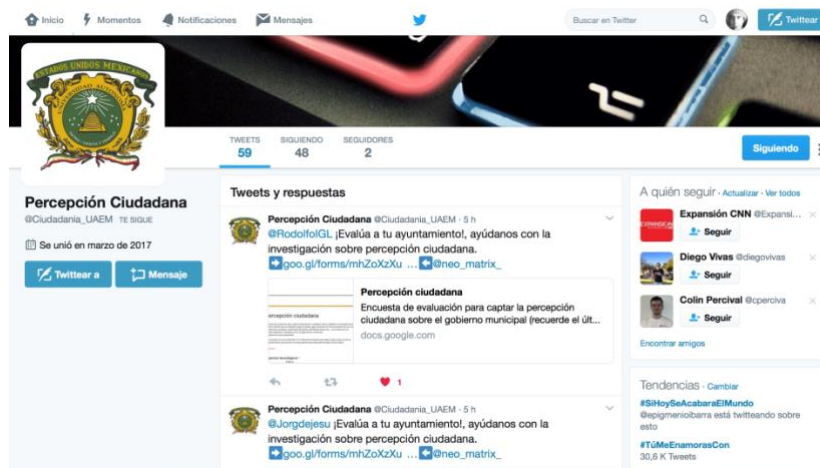 Inicio
Momentos
Notificaciones
Mensajes
Buscar en Twitter
Twittear
ESTADOS UNIDOS MEXICANOS
TWEETS
59
SIGUIENDO
48
SEGUIDORES
2
Siguiendo
Percepción Ciudadana
@Ciudadania_UAEM TE SIGUE
Se unió en marzo de 2017
Twittear a
Mensaje
Tweets y respuestas
Percepción Ciudadana @Ciudadania_UAEM · 5 h
@RodolfolGL ¡Evalúa a tu ayuntamiento!, ayúdanos con la
investigación sobre percepción ciudadana.
goo.gl/forms/mhZoXzXu ... @neo_matrix_
Percepción ciudadana
Encuesta de evaluación para captar la percepción
ciudadana sobre el gobierno municipal (recuerde el últ...
docs.google.com
1
Percepción Ciudadana @Ciudadania_UAEM · 5 h
@Jorgdejesu ¡Evalúa a tu ayuntamiento!, ayúdanos con la
investigación sobre percepción ciudadana.
goo.gl/forms/mhZoXzXu ... @neo_matrix_
A quién seguir · Actualizar · Ver todos
Expansión CNN @Expansi...
Seguir
Diego Vivas @diegovivas
Seguir
Colin Percival @cperciva
Seguir
Encontrar amigos
Tendencias · Cambiar
#SiHoySeAcabaraElMundo
@epigmenioibarra está twitteando sobre
esto
#TúMeEnamorasCon
30,6 K Tweets